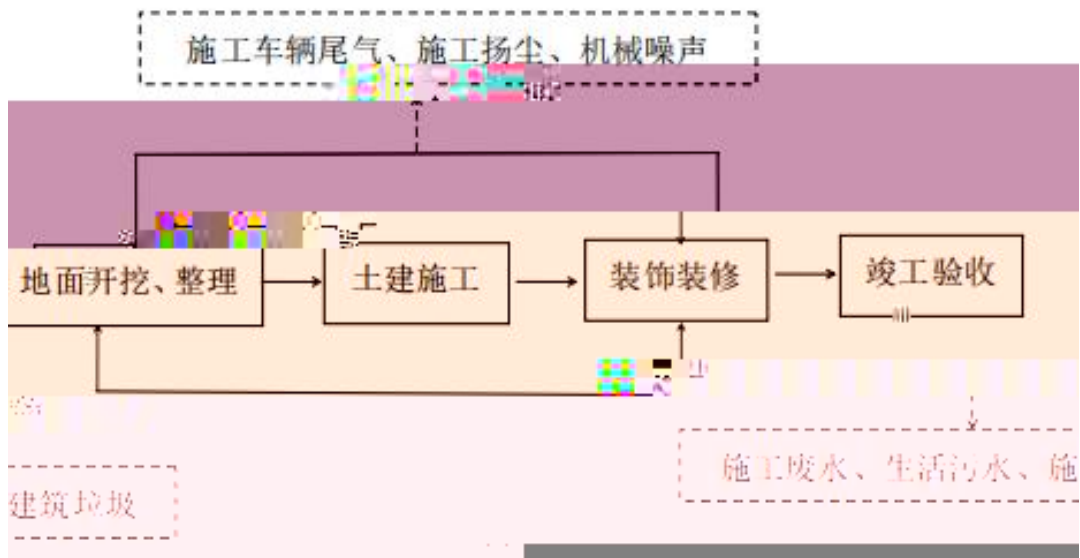 施工车辆尾气、施工扬尘、机械噪声
地面开挖、整理
土建施工
装饰装修
竣工验收
施工废水、生活污水、施
建筑垃圾